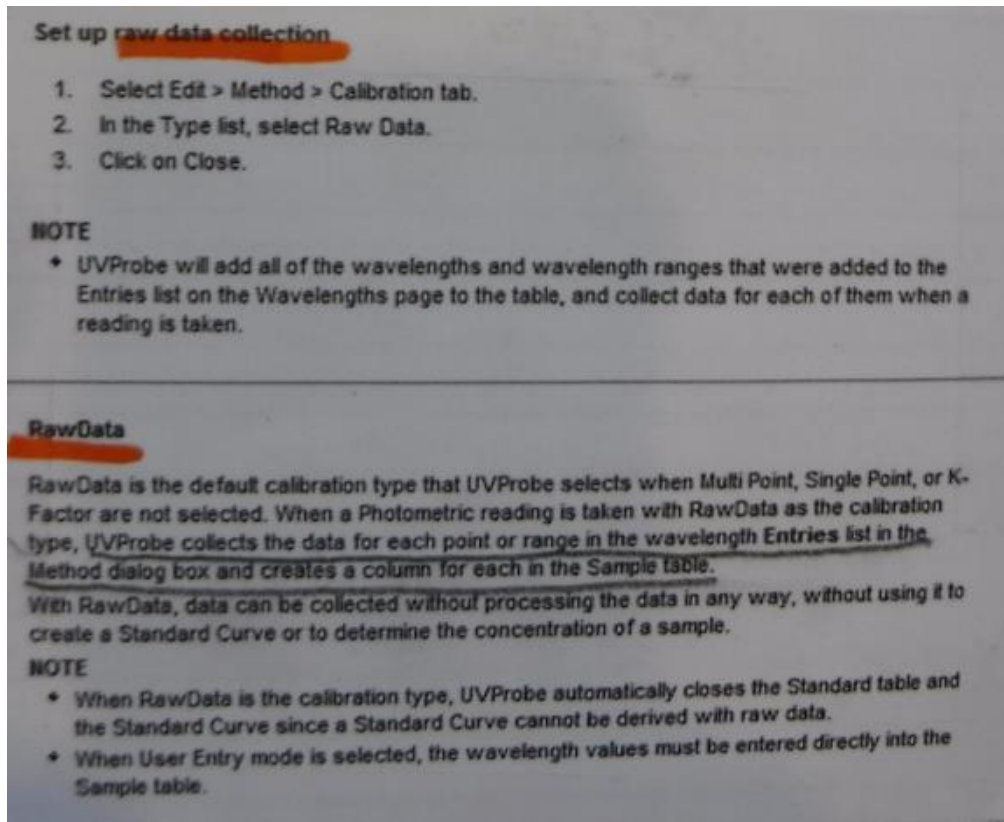 Set up raw data collection
1. Select Edit > Method > Calibration tab.
2. In the Type list, select Raw Data.
3. Click on Close.
NOTE
• UVProbe will add all of the wavelengths and wavelength ranges that were added to the
Entries list on the Wavelengths page to the table, and collect data for each of them when a
reading is taken.
RawData
RawData is the default calibration type that UVProbe selects when Multi Point, Single Point, or K-
Factor are not selected. When a Photometric reading is taken with RawData as the calibration
type, UVProbe collects the data for each point or range in the wavelength Entries list in the
Method dialog box and creates a column for each in the Sample table.
With RawData, data can be collected without processing the data in any way, without using it to
create a Standard Curve or to determine the concentration of a sample.
NOTE
• When RawData is the calibration type, UVProbe automatically closes the Standard table and
the Standard Curve since a Standard Curve cannot be derived with raw data.
• When User Entry mode is selected, the wavelength values must be entered directly into the
Sample table.